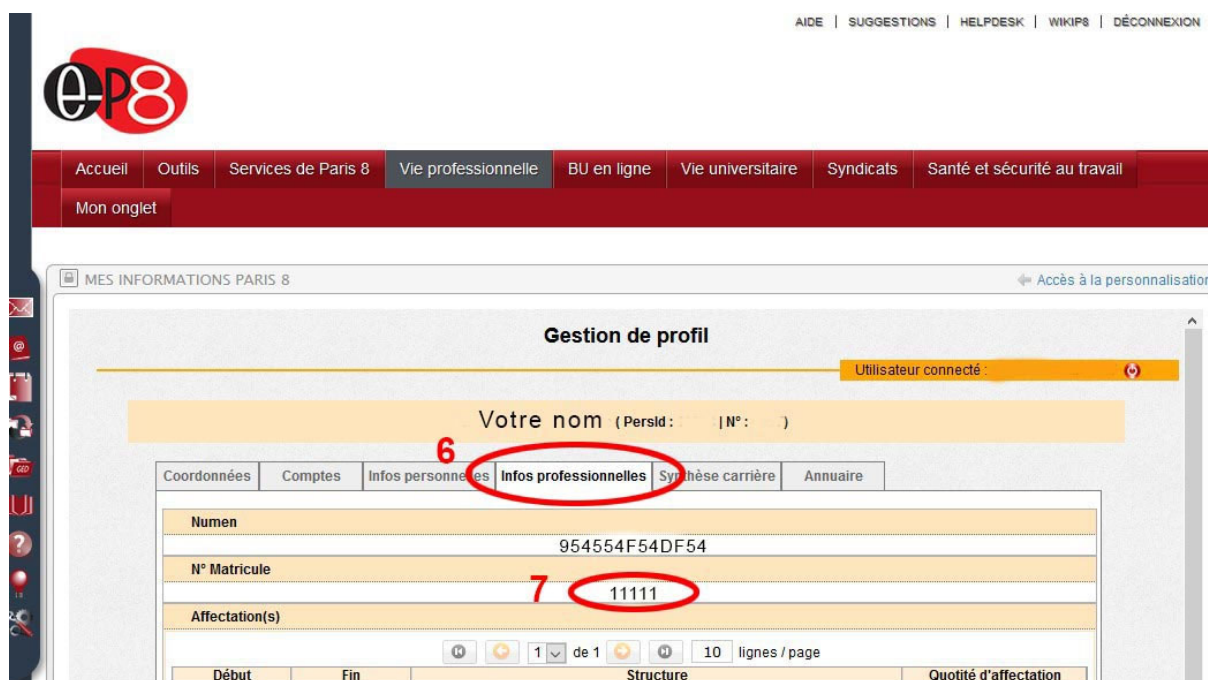 AIDE | SUGGESTIONS | HELPDESK | WIKIP8 | DÉCONNEXION
e-P8
Accueil Outils Services de Paris 8 Vie professionnelle BU en ligne Vie universitaire Syndicats Santé et sécurité au travail
Mon onglet
MES INFORMATIONS PARIS 8 Accès à la personnalisation
Gestion de profil
Utilisateur connecté :
Votre nom ( PersId : | N° : )
6
Coordonnées Comptes Infos personnelles Infos professionnelles Synthèse carrière Annuaire
Numen
954554F54DF54
N° Matricule
7 11111
Affectation(s)
1 de 1 10 lignes / page
Début Fin Structure Quotité d'affectation